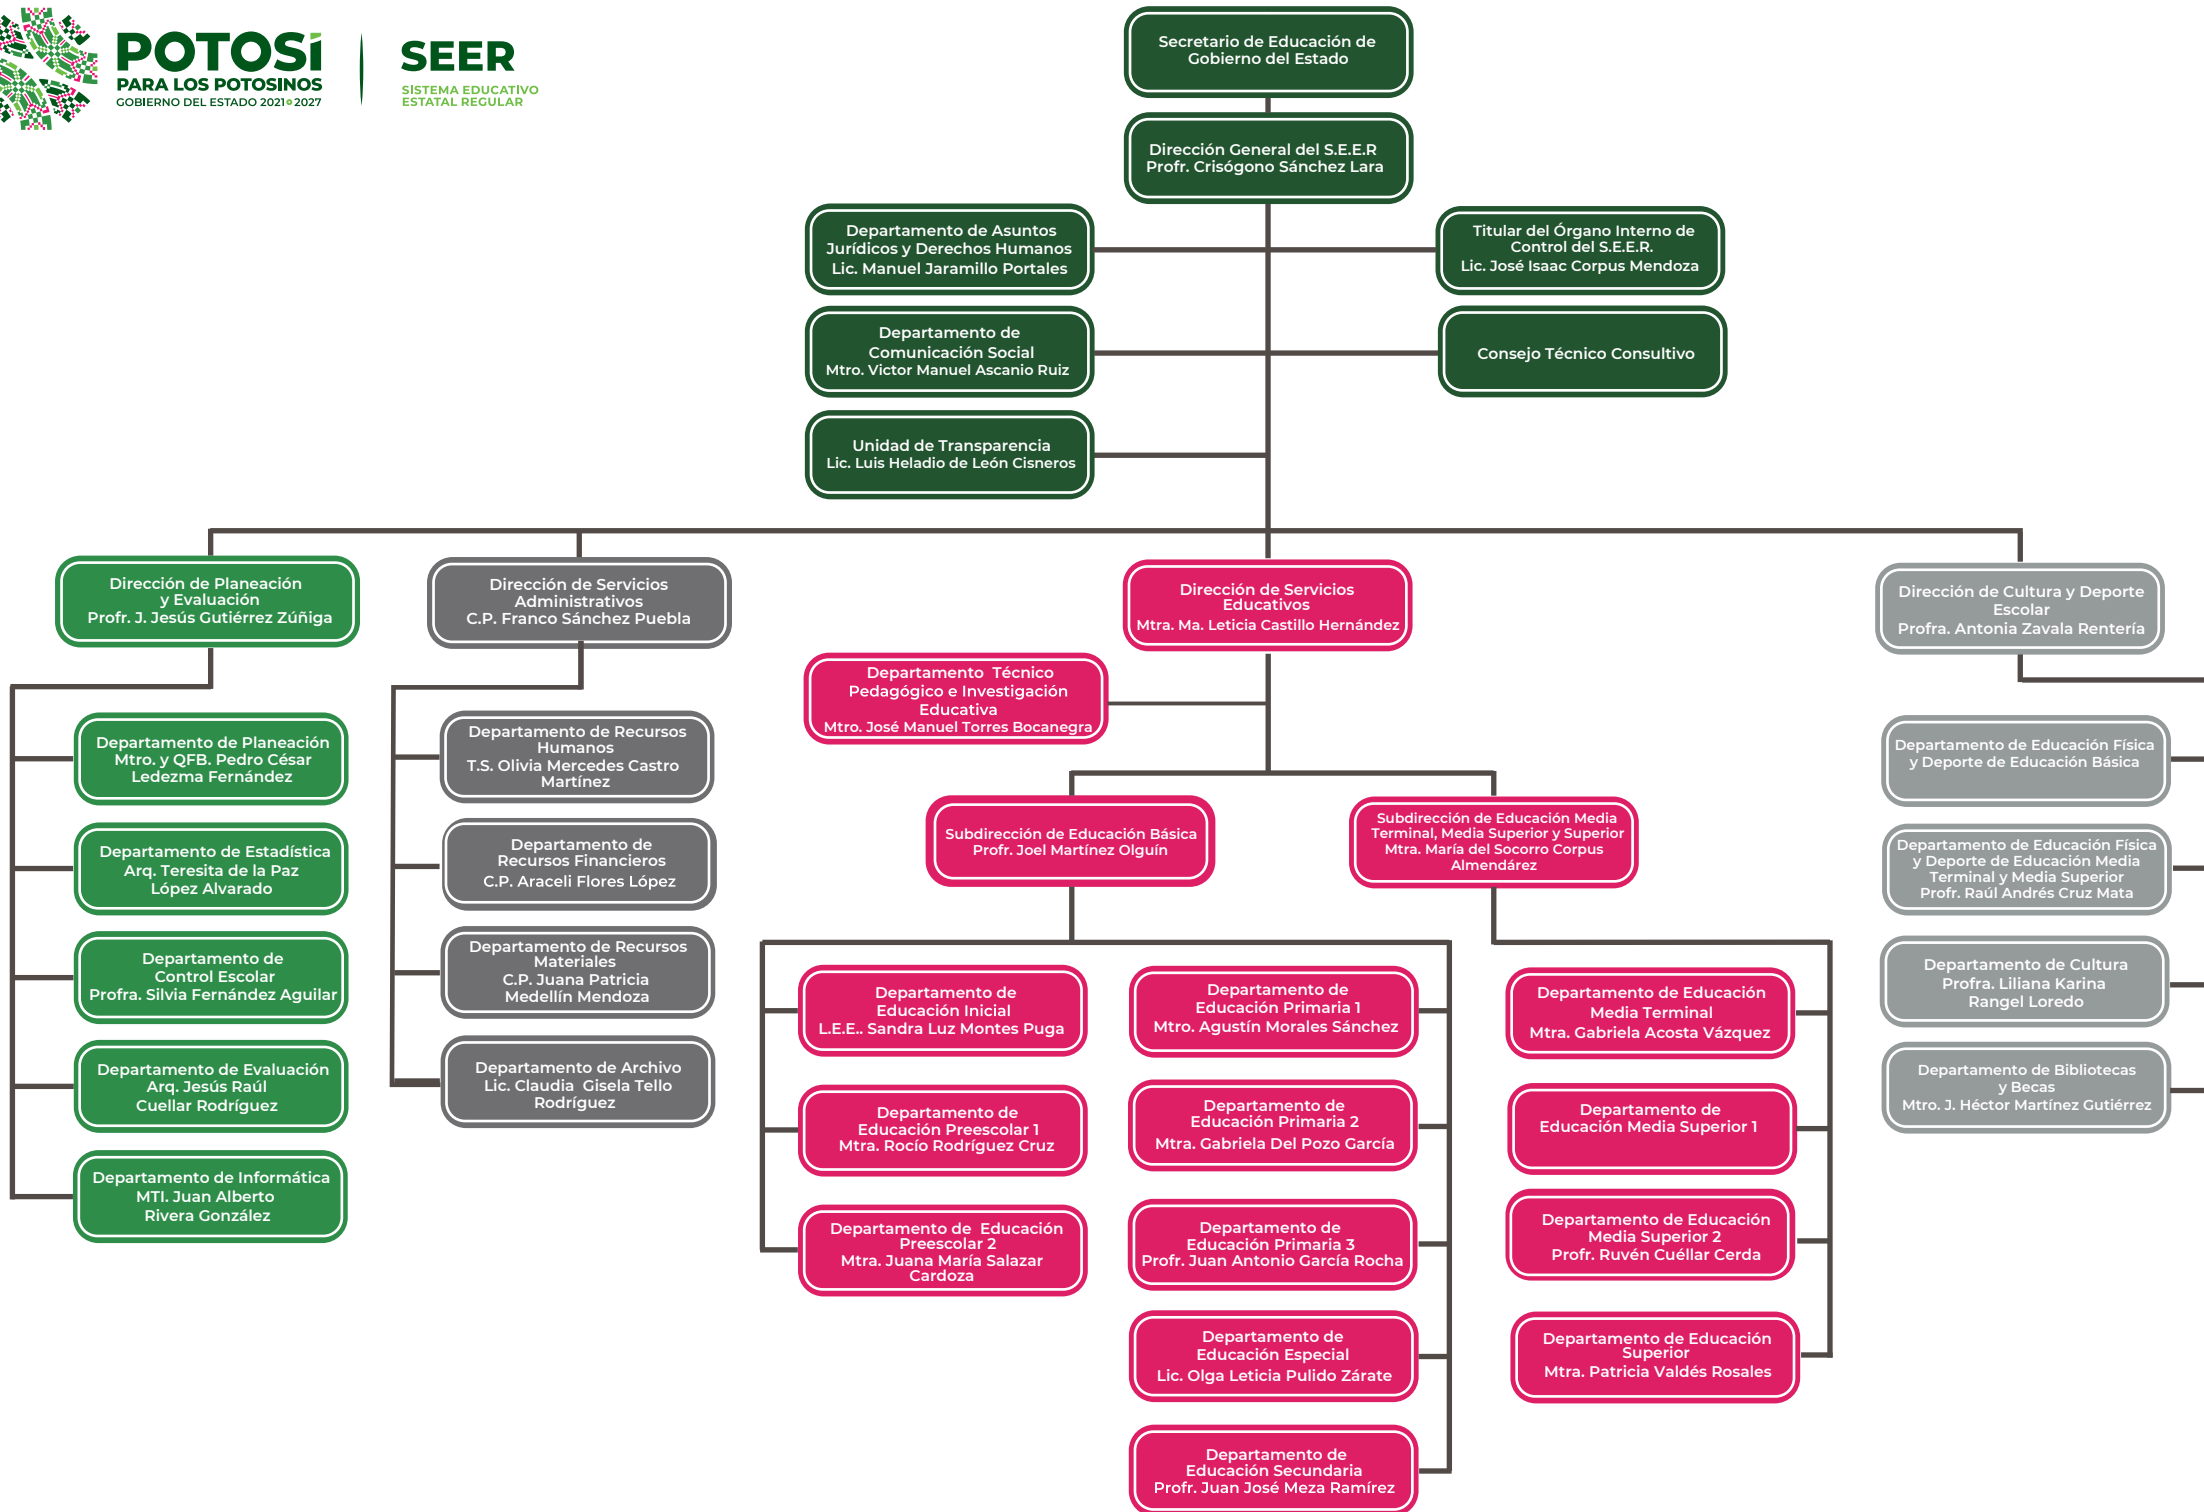 POTOSÍ
PARA LOS POTOSINOS
GOBIERNO DEL ESTADO 2021 2027
SEER
SISTEMA EDUCATIVO
ESTATAL REGULAR
Secretario de Educación de
Gobierno del Estado
Dirección General del S.E.E.R
Profr. Crisógono Sánchez Lara
Departamento de Asuntos
Jurídicos y Derechos Humanos
Lic. Manuel Jaramillo Portales
Titular del Órgano Interno de
Control del S.E.E.R.
Lic. José Isaac Corpus Mendoza
Departamento de
Comunicación Social
Mtro. Victor Manuel Ascanio Ruiz
Consejo Técnico Consultivo
Unidad de Transparencia
Lic. Luis Heladio de León Cisneros
Dirección de Planeación
y Evaluación
Profr. J. Jesús Gutiérrez Zúñiga
Departamento de Planeación
Mtro. y QFB. Pedro César
Ledezma Fernández
Departamento de Estadística
Arq. Teresita de la Paz
López Alvarado
Departamento de
Control Escolar
Profra. Silvia Fernández Aguilar
Departamento de Evaluación
Arq. Jesús Raúl
Cuellar Rodríguez
Departamento de Informática
MTI. Juan Alberto
Rivera González
Dirección de Servicios
Administrativos
C.P. Franco Sánchez Puebla
Departamento de Recursos
Humanos
T.S. Olivia Mercedes Castro
Martínez
Departamento de
Recursos Financieros
C.P. Araceli Flores López
Departamento de Recursos
Materiales
C.P. Juana Patricia
Medellín Mendoza
Departamento de Archivo
Lic. Claudia Gisela Tello
Rodríguez
Dirección de Servicios
Educativos
Mtra. Ma. Leticia Castillo Hernández
Departamento Técnico
Pedagógico e Investigación
Educativa
Mtro. José Manuel Torres Bocanegra
Subdirección de Educación Básica
Profr. Joel Martínez Olguín
Departamento de
Educación Inicial
L.E.E.. Sandra Luz Montes Puga
Departamento de
Educación Preescolar 1
Mtra. Rocío Rodríguez Cruz
Departamento de Educación
Preescolar 2
Mtra. Juana María Salazar
Cardoza
Departamento de
Educación Primaria 1
Mtro. Agustín Morales Sánchez
Departamento de
Educación Primaria 2
Mtra. Gabriela Del Pozo García
Departamento de
Educación Primaria 3
Profr. Juan Antonio García Rocha
Departamento de
Educación Especial
Lic. Olga Leticia Pulido Zárate
Departamento de
Educación Secundaria
Profr. Juan José Meza Ramírez
Subdirección de Educación Media
Terminal, Media Superior y Superior
Mtra. María del Socorro Corpus
Almendárez
Departamento de Educación
Media Terminal
Mtra. Gabriela Acosta Vázquez
Departamento de
Educación Media Superior 1
Departamento de Educación
Media Superior 2
Profr. Ruvén Cuéllar Cerda
Departamento de Educación
Superior
Mtra. Patricia Valdés Rosales
Dirección de Cultura y Deporte
Escolar
Profra. Antonia Zavala Rentería
Departamento de Educación Física
y Deporte de Educación Básica
Departamento de Educación Física
y Deporte de Educación Media
Terminal y Media Superior
Profr. Raúl Andrés Cruz Mata
Departamento de Cultura
Profra. Liliana Karina
Rangel Loredo
Departamento de Bibliotecas
y Becas
Mtro. J. Héctor Martínez Gutiérrez